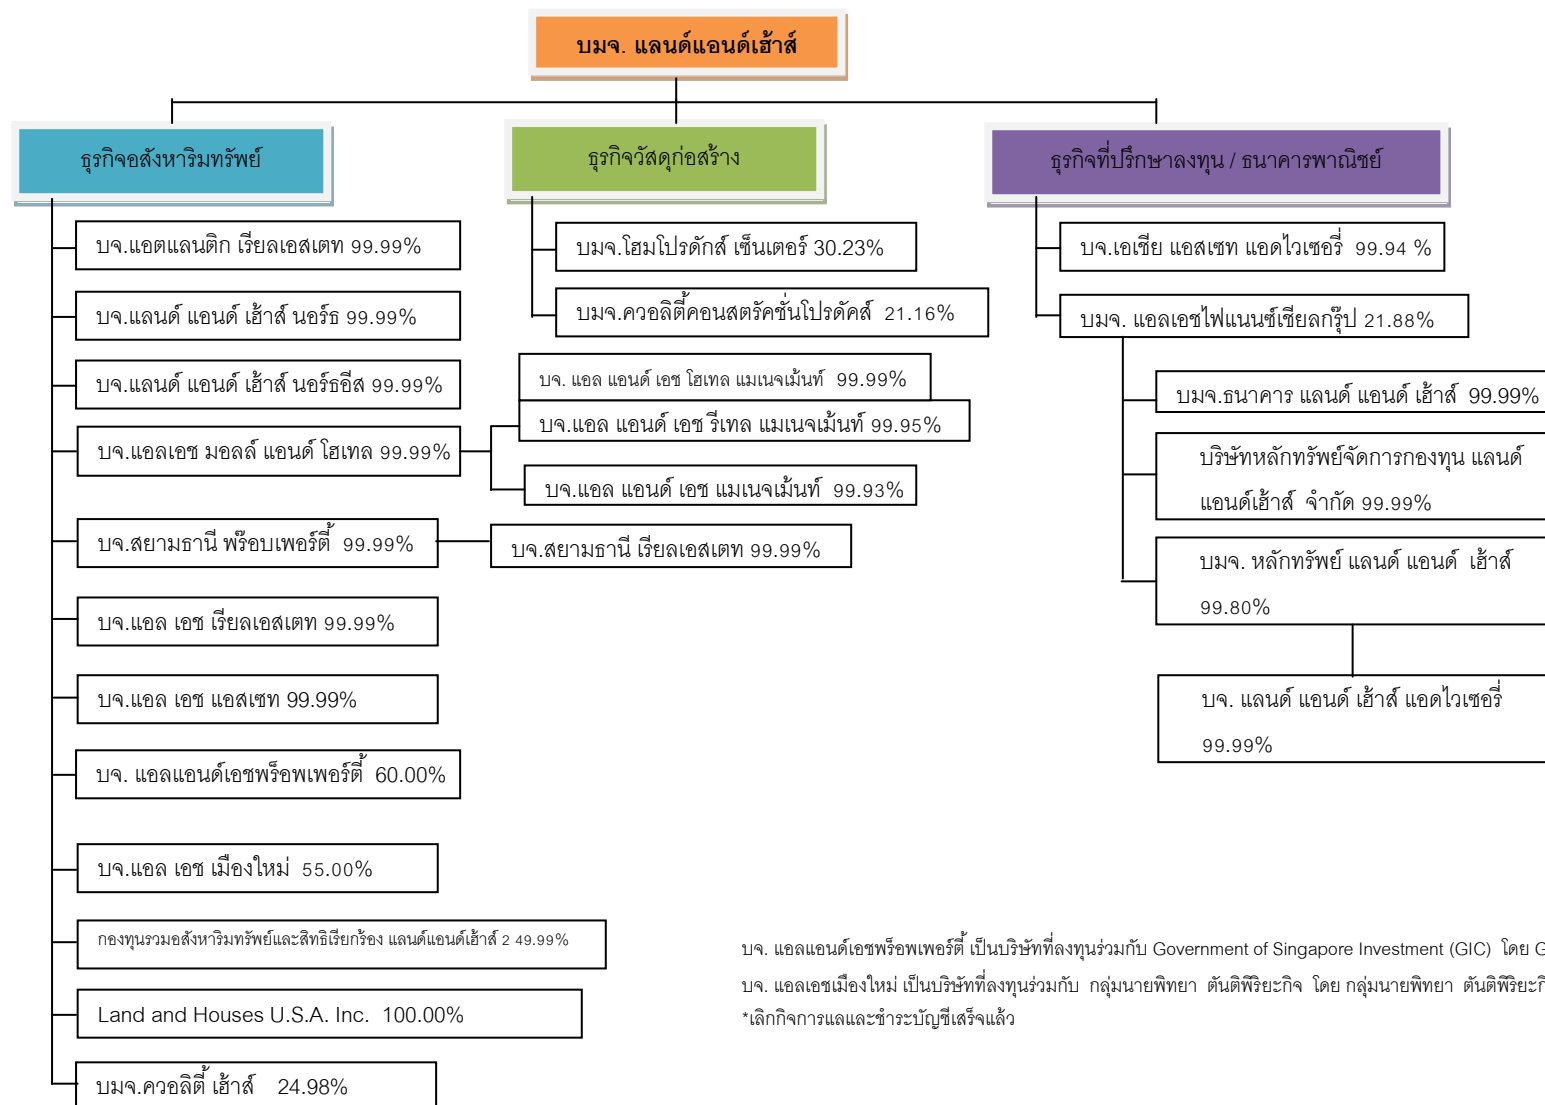 บมจ. แลนด์แอนด์เฮ้าส์
ธุรกิจอสังหาริมทรัพย์
บจ.แอตแลนติก เรียลเอสเตท 99.99%
บจ.แลนด์ แอนด์ เฮ้าส์ นอร์ธ 99.99%
บจ.แลนด์ แอนด์ เฮ้าส์ นอร์ธอีส 99.99%
บจ.แอลเอช มอลล์ แอนด์ โฮเทล 99.99%
บจ. แอล แอนด์ เอช โฮเทล แมเนจเม้นท์ 99.99%
บจ.แอล แอนด์ เอช รีเทล แมเนจเม้นท์ 99.95%
บจ.แอล แอนด์ เอช แมเนจเม้นท์ 99.93%
บจ.สยามธานี พร๊อบเพอร์ตี้ 99.99%
บจ.สยามธานี เรียลเอสเตท 99.99%
บจ.แอล เอช เรียลเอสเตท 99.99%
บจ.แอล เอช แอสเซท 99.99%
บจ. แอลแอนด์เอชพร็อพเพอร์ตี้ 60.00%
บจ.แอล เอช เมืองใหม่ 55.00%
กองทุนรวมอสังหาริมทรัพย์และสิทธิเรียกร้อง แลนด์แอนด์เฮ้าส์ 2 49.99%
Land and Houses U.S.A. Inc. 100.00%
บมจ.ควอลิตี้ เฮ้าส์ 24.98%
ธุรกิจวัสดุก่อสร้าง
บมจ.โฮมโปรดักส์ เซ็นเตอร์ 30.23%
บมจ.ควอลิตี้คอนสตรัคชั่นโปรดัคส์ 21.16%
ธุรกิจที่ปรึกษาลงทุน / ธนาคารพาณิชย์
บจ.เอเซีย แอสเซท แอดไวเซอรี่ 99.94 %
บมจ. แอลเอชไฟแนนซ์เชียลกรุ๊ป 21.88%
บมจ.ธนาคาร แลนด์ แอนด์ เฮ้าส์ 99.99%
บริษัทหลักทรัพย์จัดการกองทุน แลนด์
แอนด์เฮ้าส์ จำกัด 99.99%
บมจ. หลักทรัพย์ แลนด์ แอนด์ เฮ้าส์
99.80%
บจ. แลนด์ แอนด์ เฮ้าส์ แอดไวเซอรี่
99.99%
บจ. แอลแอนด์เอชพร็อพเพอร์ตี้ เป็นบริษัทที่ลงทุนร่วมกับ Government of Singapore Investment (GIC) โดย G
บจ. แอลเอชเมืองใหม่ เป็นบริษัทที่ลงทุนร่วมกับ กลุ่มนายพิทยา ตันติพิริยะกิจ โดย กลุ่มนายพิทยา ตันติพิริยะกิ
*เลิกกิจการแลและชำระบัญชีเสร็จแล้ว